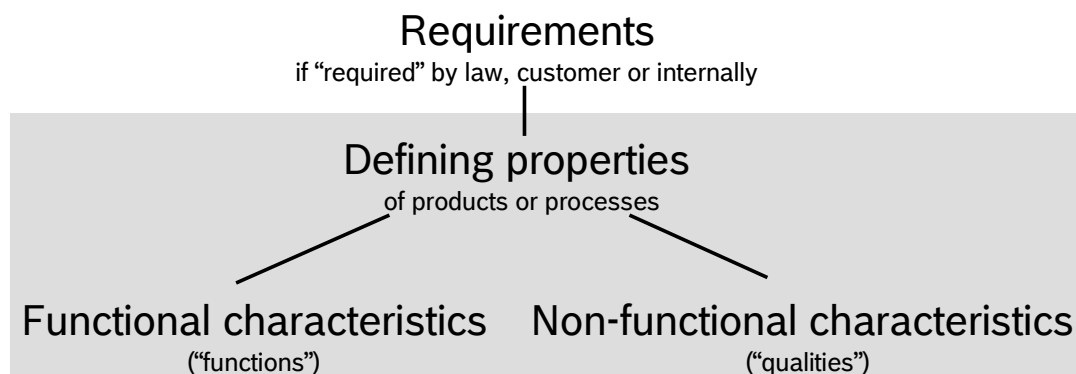 Requirements
if “required” by law, customer or internally
Defining properties
of products or processes
Functional characteristics
(“functions”)
Non-functional characteristics
(“qualities”)